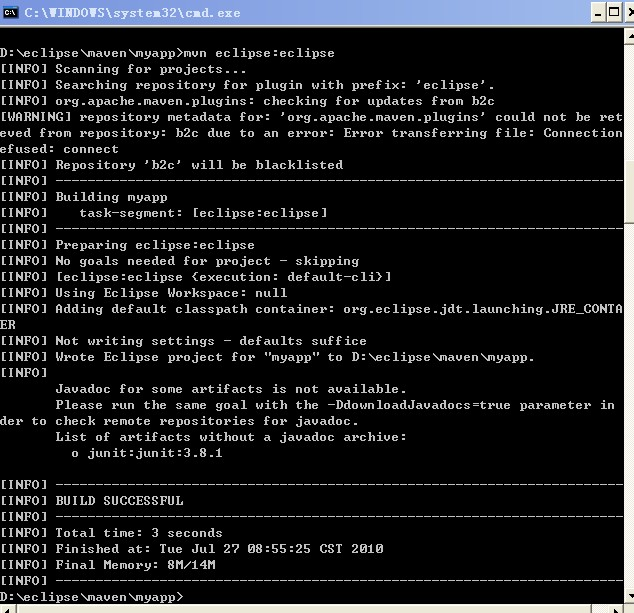 C:\WINDOWS\system32\cmd.exe
D:\eclipse\maven\myapp>mvn eclipse:eclipse
[INFO] Scanning for projects...
[INFO] Searching repository for plugin with prefix: 'eclipse'.
[INFO] org.apache.maven.plugins: checking for updates from b2c
[WARNING] repository metadata for: 'org.apache.maven.plugins' could not be ret
eved from repository: b2c due to an error: Error transferring file: Connection
efused: connect
[INFO] Repository 'b2c' will be blacklisted
[INFO] ------------------------------------------------------------------------
[INFO] Building myapp
[INFO]    task-segment: [eclipse:eclipse]
[INFO] ------------------------------------------------------------------------
[INFO] Preparing eclipse:eclipse
[INFO] No goals needed for project - skipping
[INFO] [eclipse:eclipse {execution: default-cli}]
[INFO] Using Eclipse Workspace: null
[INFO] Adding default classpath container: org.eclipse.jdt.launching.JRE_CONTA
ER
[INFO] Not writing settings - defaults suffice
[INFO] Wrote Eclipse project for "myapp" to D:\eclipse\maven\myapp.
[INFO]
Javadoc for some artifacts is not available.
Please run the same goal with the -DdownloadJavadocs=true parameter in
der to check remote repositories for javadoc.
List of artifacts without a javadoc archive:
o junit:junit:3.8.1
[INFO] ------------------------------------------------------------------------
[INFO] BUILD SUCCESSFUL
[INFO] ------------------------------------------------------------------------
[INFO] Total time: 3 seconds
[INFO] Finished at: Tue Jul 27 08:55:25 CST 2010
[INFO] Final Memory: 8M/14M
[INFO] ------------------------------------------------------------------------
D:\eclipse\maven\myapp>